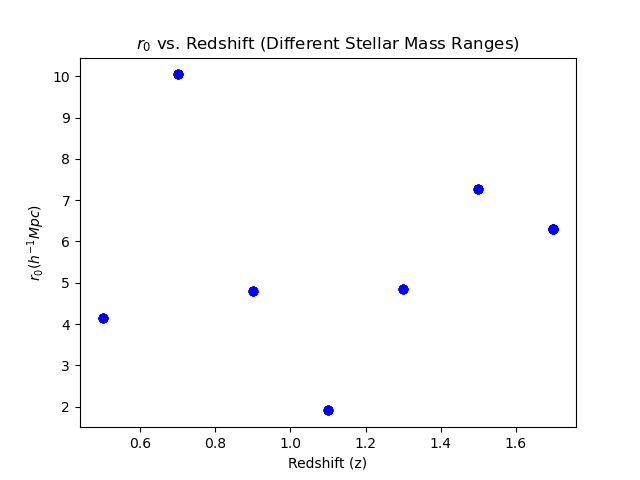 r₀ vs. Redshift (Different Stellar Mass Ranges)
10
9
8
7
6
5
4
3
2
r₀(h⁻¹Mpc)
0.6 0.8 1.0 1.2 1.4 1.6
Redshift (z)